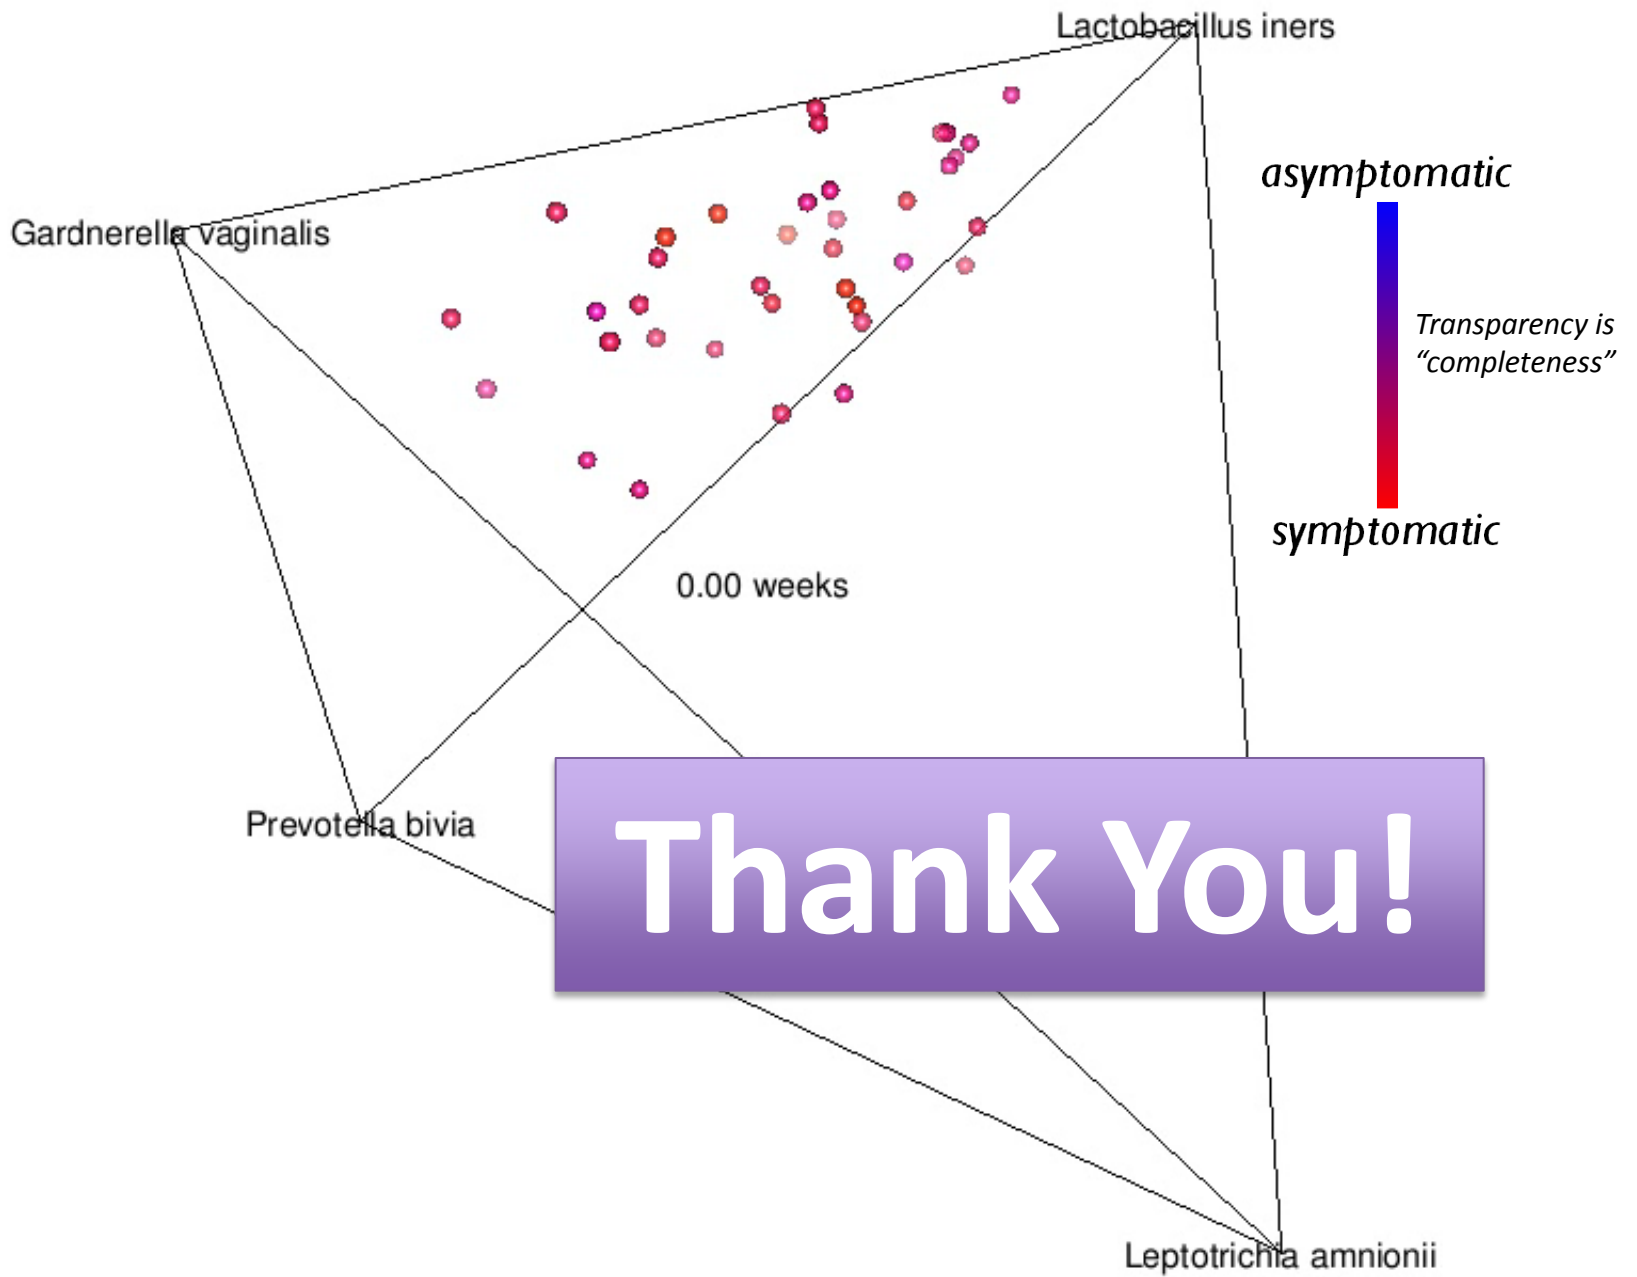 Lactobacillus iners
asymptomatic
Gardnerella vaginalis
Transparency is
“completeness”
symptomatic
0.00 weeks
Prevotella bivia
Thank You!
Leptotrichia amnionii